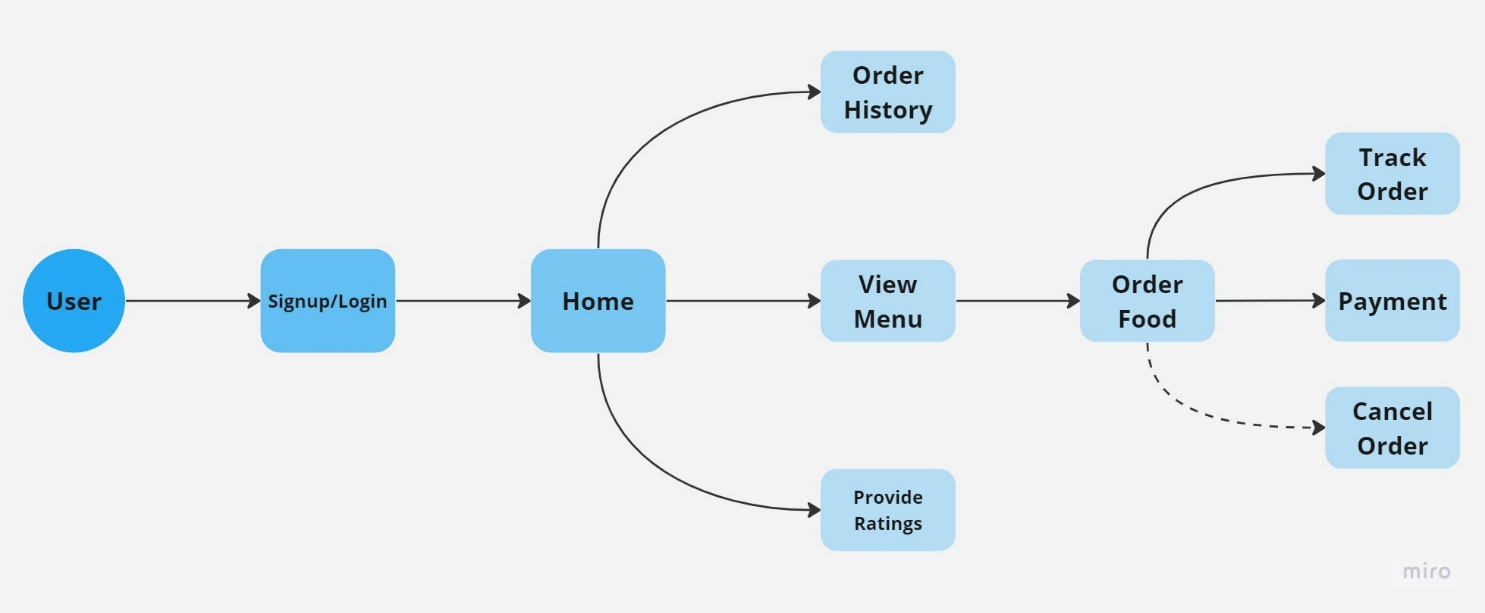 User
Signup/Login
Home
Order
History
View
Menu
Provide
Ratings
Order
Food
Track
Order
Payment
Cancel
Order
miro